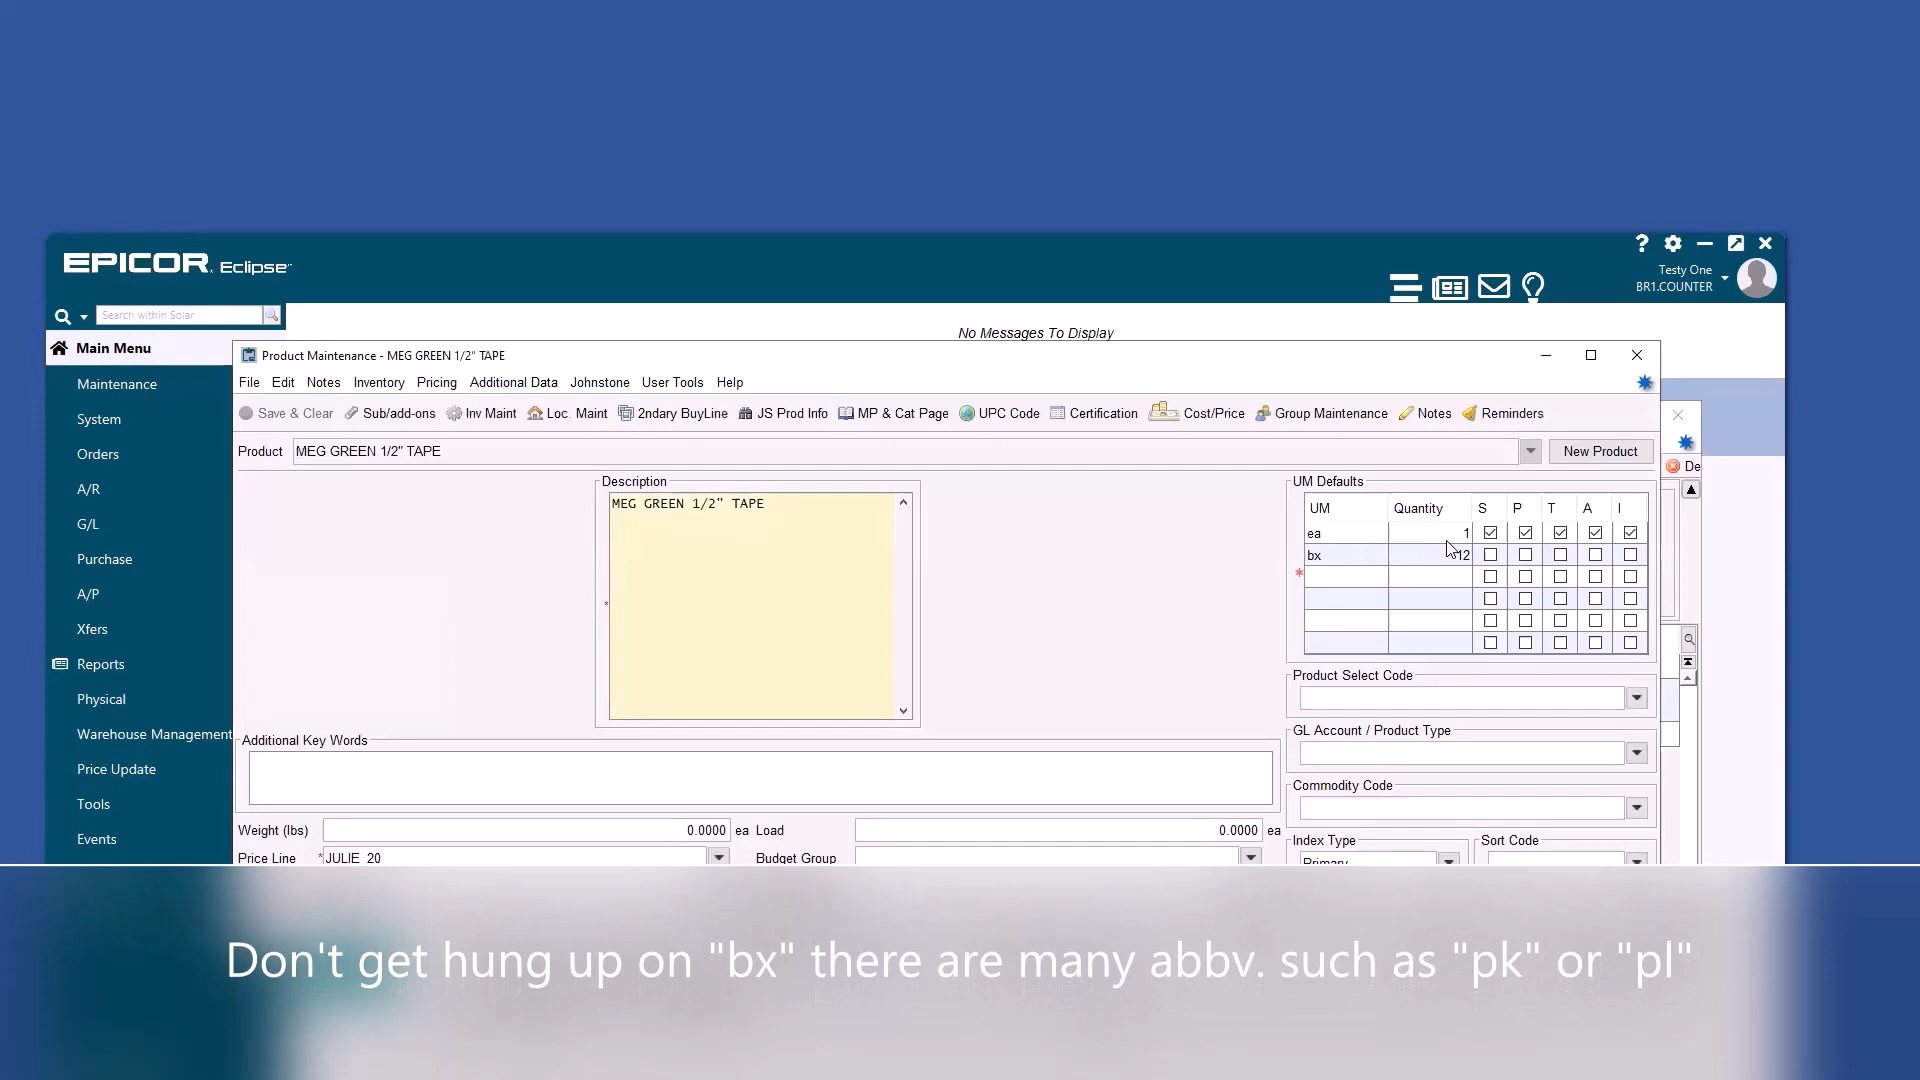 EPICOR Eclipse
Testy One
BR1.COUNTER
Search within Solar
No Messages To Display
Main Menu
Maintenance
System
Orders
A/R
G/L
Purchase
A/P
Xfers
Reports
Physical
Warehouse Management
Price Update
Tools
Events
Product Maintenance - MEG GREEN 1/2" TAPE
File Edit Notes Inventory Pricing Additional Data Johnstone User Tools Help
Save & Clear Sub/add-ons Inv Maint Loc. Maint 2ndary BuyLine JS Prod Info MP & Cat Page UPC Code Certification Cost/Price Group Maintenance Notes Reminders
Product MEG GREEN 1/2" TAPE New Product
De
Description
MEG GREEN 1/2" TAPE
*
UM Defaults
UM Quantity S P T A I
ea 1
bx 12
*
Product Select Code
GL Account / Product Type
Commodity Code
Index Type Sort Code
Primary
Additional Key Words
Weight (lbs) 0.0000 ea Load 0.0000 ea
Price Line * JULIE 20 Budget Group
Don't get hung up on "bx" there are many abbv. such as "pk" or "pl"